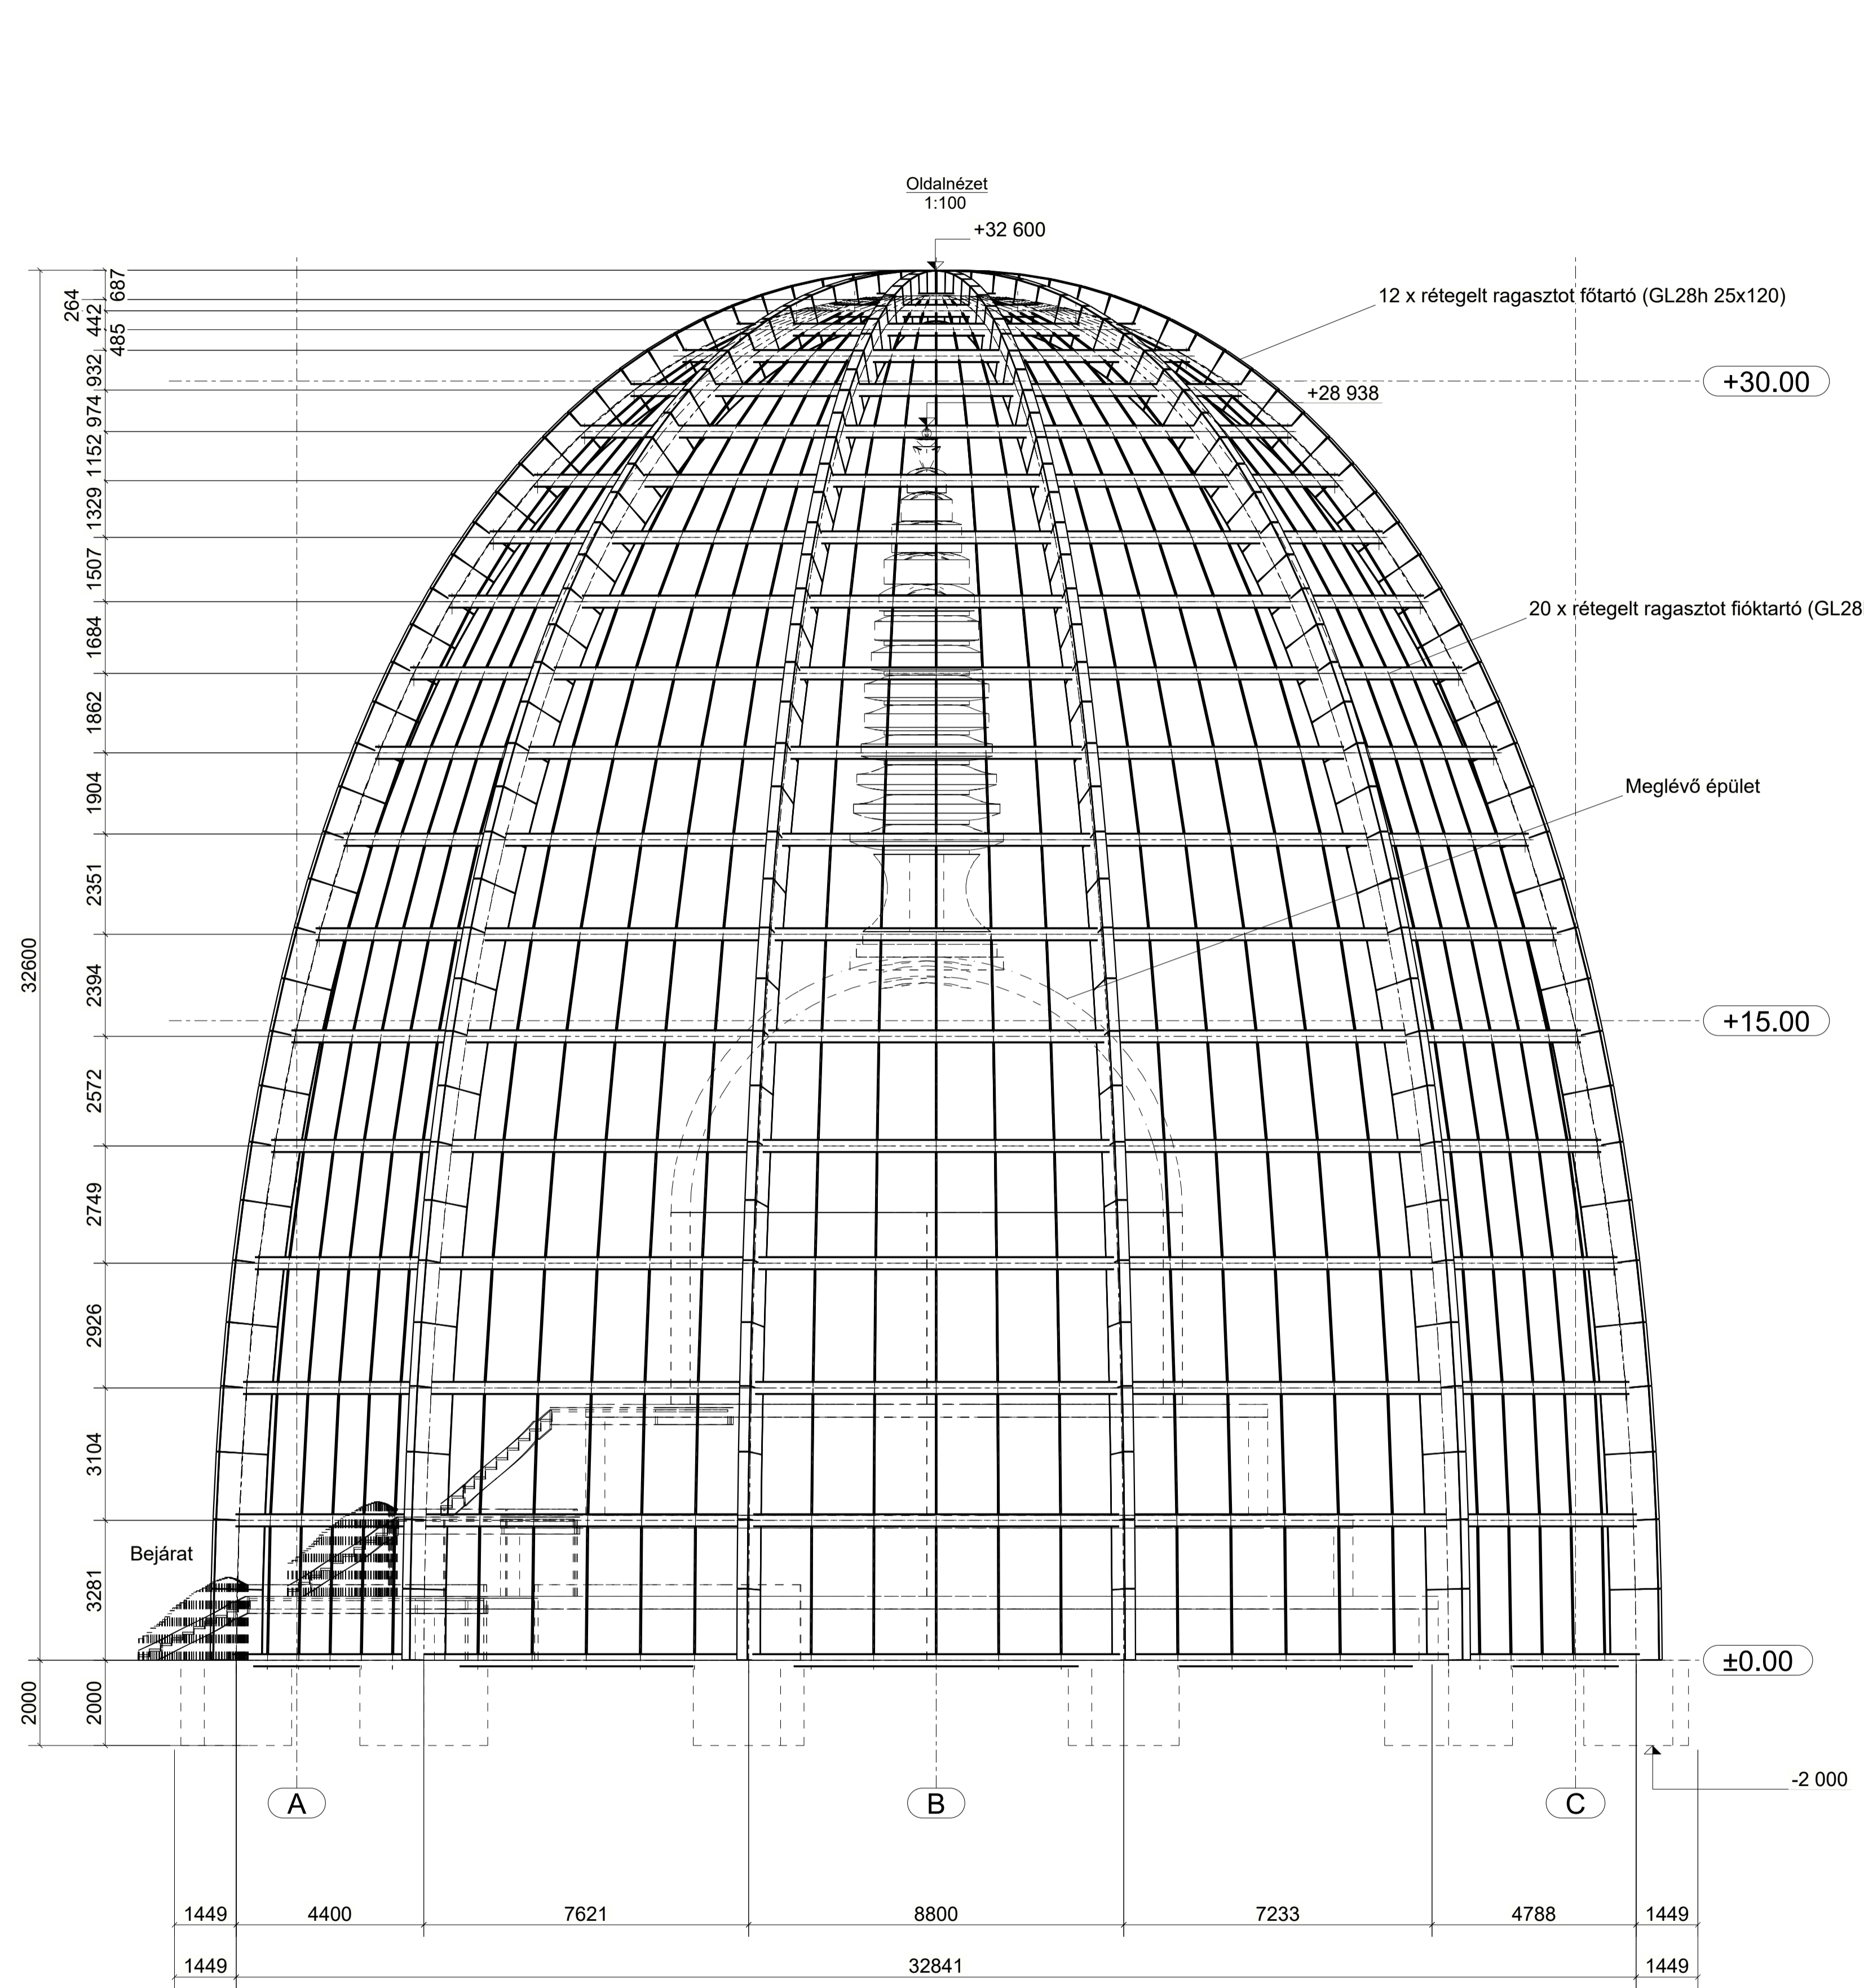 Oldalnézet
1:100
+32 600
12 x rétegelt ragasztot főtartó (GL28h 25x120)
+30.00
+28 938
20 x rétegelt ragasztot fióktartó (GL28
Meglévő épület
+15.00
Bejárat
±0.00
-2 000
687
264
442
485
932
974
1152
1329
1507
1684
1862
1904
2351
2394
2572
2749
2926
3104
3281
2000
32600
2000
A
B
C
1449 4400 7621 8800 7233 4788 1449
1449 32841 1449